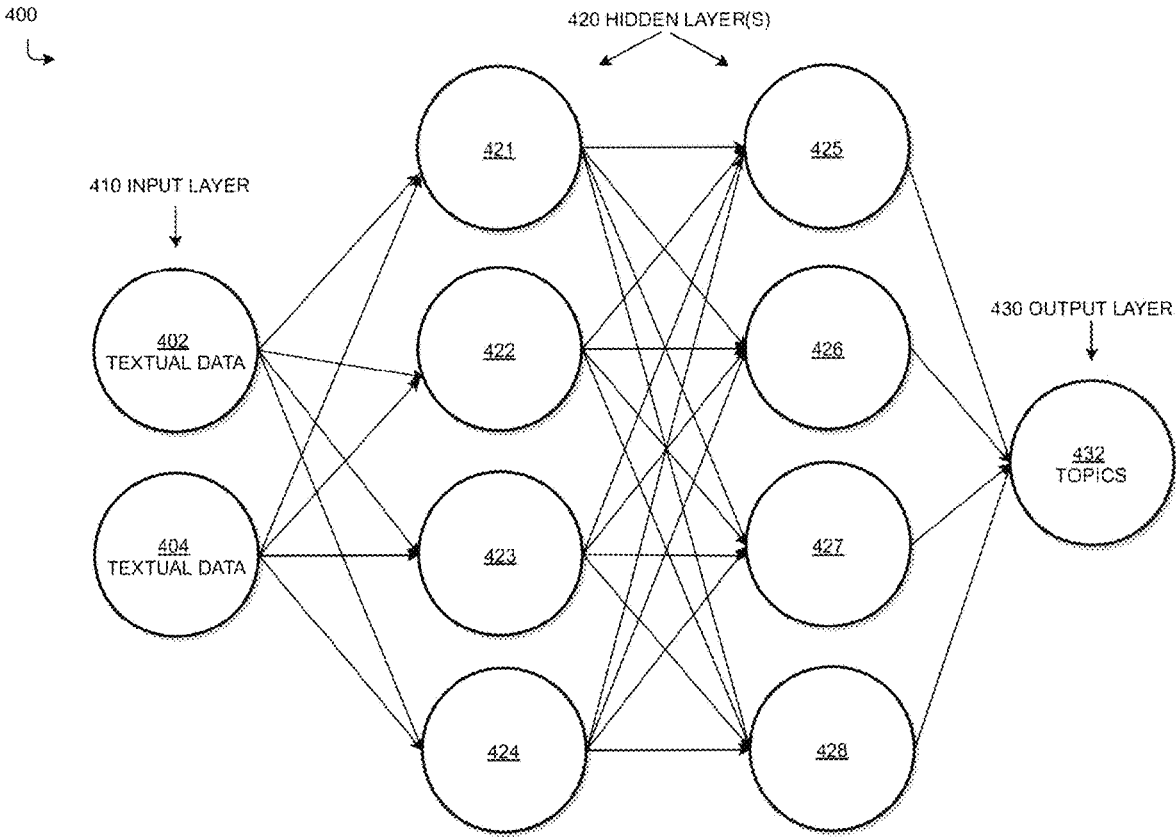 400
420 HIDDEN LAYER(S)
421
425
410 INPUT LAYER
402
TEXTUAL DATA
422
426
430 OUTPUT LAYER
432
TOPICS
404
TEXTUAL DATA
423
427
424
428